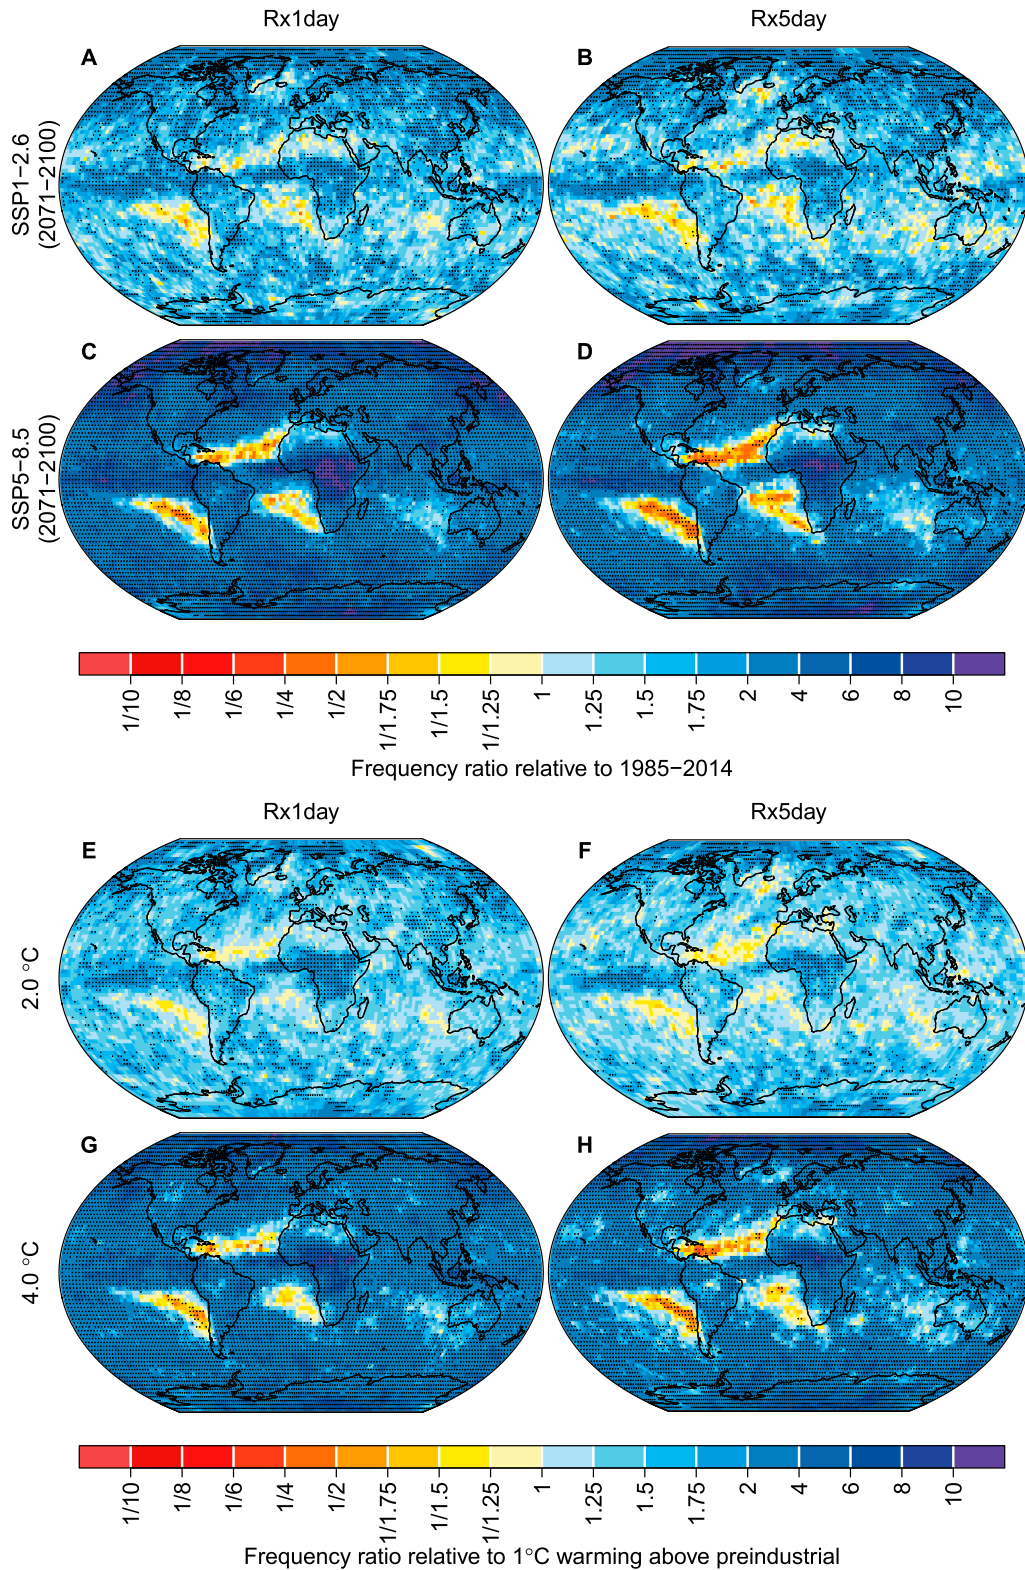 Rx1day Rx5day
A B
SSP1−2.6
(2071−2100)
C D
SSP5−8.5
(2071−2100)
1/10 1/8 1/6 1/4 1/2 1/1.75 1/1.5 1/1.25 1 1.25 1.5 1.75 2 4 6 8 10
Frequency ratio relative to 1985−2014
Rx1day Rx5day
E F
2.0 °C
G H
4.0 °C
1/10 1/8 1/6 1/4 1/2 1/1.75 1/1.5 1/1.25 1 1.25 1.5 1.75 2 4 6 8 10
Frequency ratio relative to 1°C warming above preindustrial